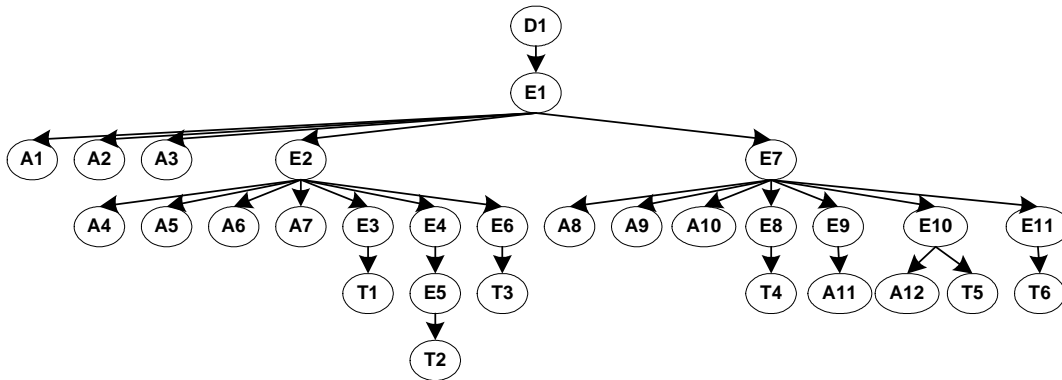 D1
E1
A1 A2 A3 E2 E7
A4 A5 A6 A7 E3 E4 E6 A8 A9 A10 E8 E9 E10 E11
T1 E5 T3 T4 A11 A12 T5 T6
T2